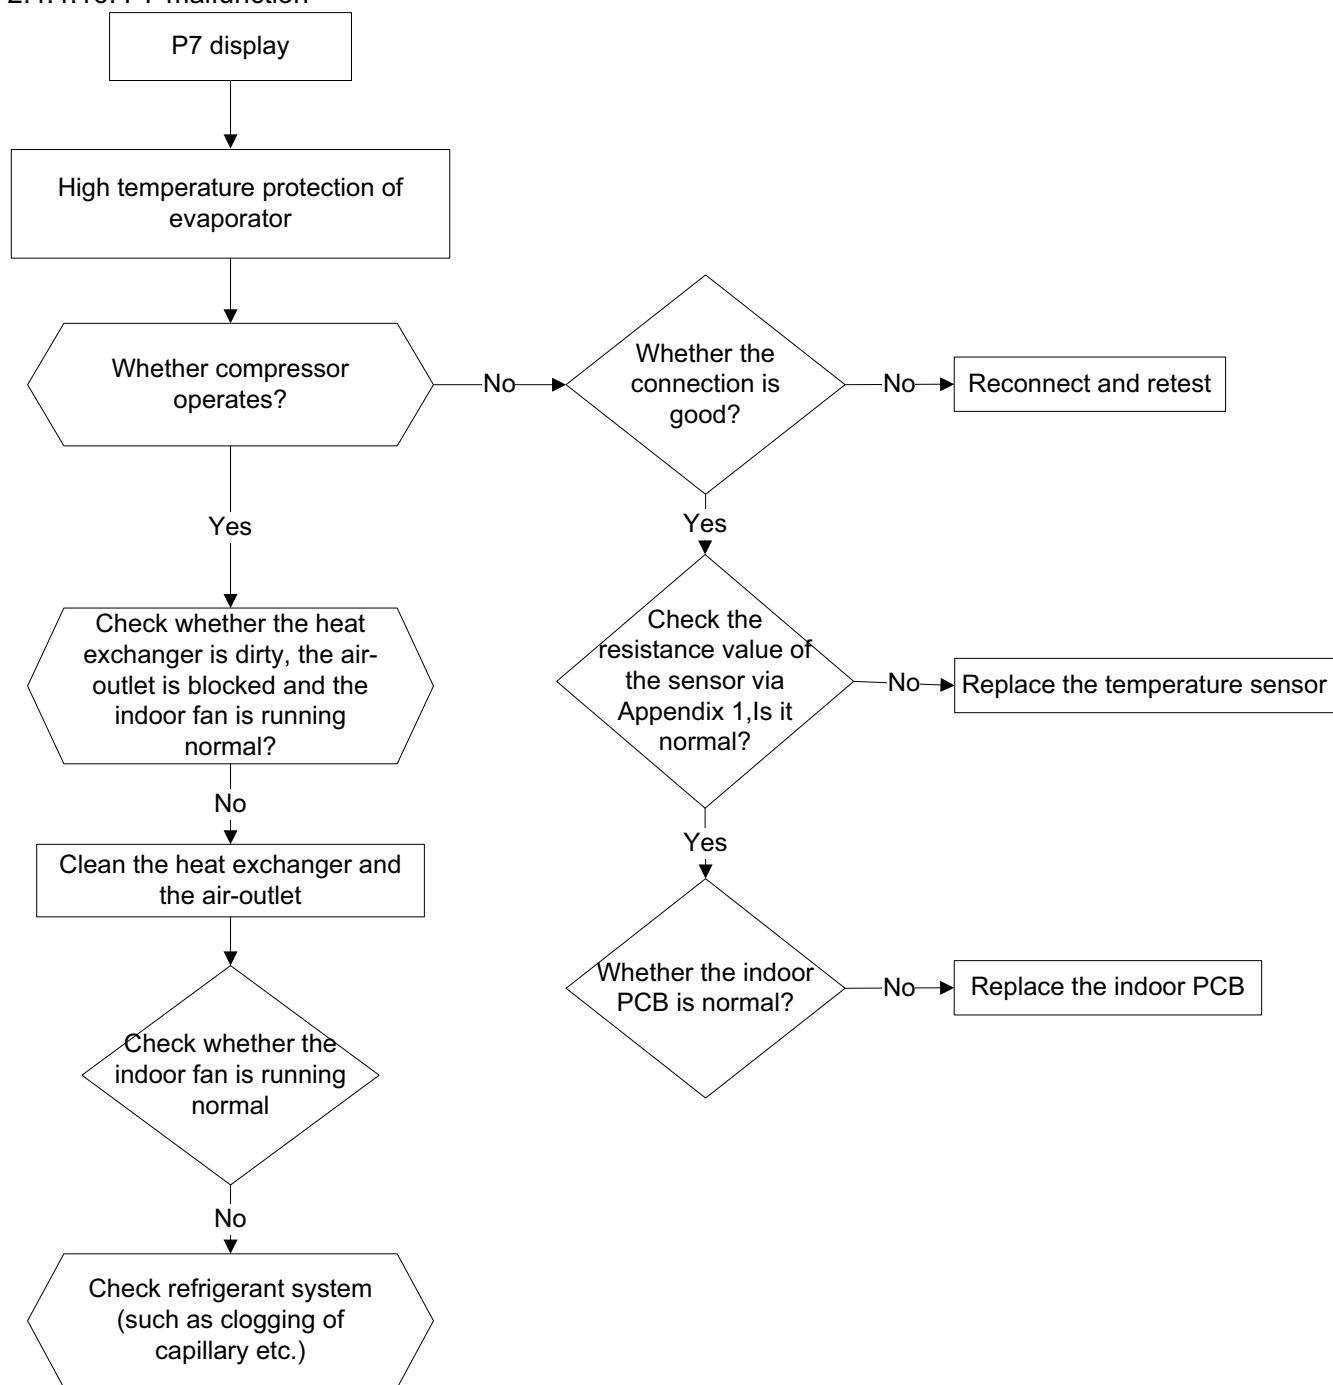 P7 display
High temperature protection of
evaporator
Whether compressor
operates?
No
Whether the
connection is
good?
No
Reconnect and retest
Yes
Yes
Check whether the heat
exchanger is dirty, the air-
outlet is blocked and the
indoor fan is running
normal?
Check the
resistance value of
the sensor via
Appendix 1,Is it
normal?
No
Replace the temperature sensor
No
Yes
Clean the heat exchanger and
the air-outlet
Whether the indoor
PCB is normal?
No
Replace the indoor PCB
Check whether the
indoor fan is running
normal
No
Check refrigerant system
(such as clogging of
capillary etc.)